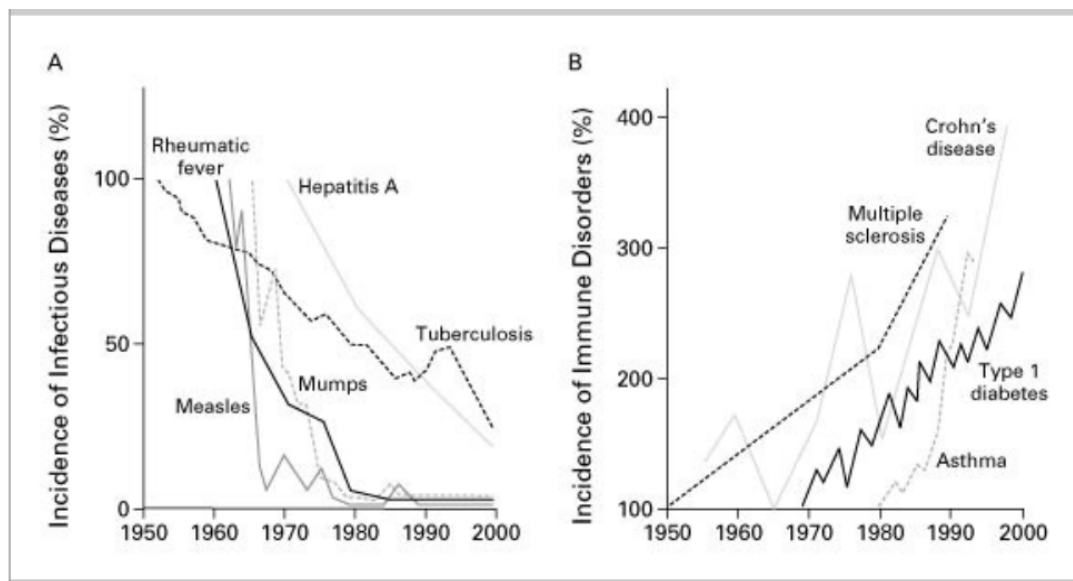 A
Incidence of Infectious Diseases (%)
100
50
0
Rheumatic
fever
Hepatitis A
Tuberculosis
Mumps
Measles
1950 1960 1970 1980 1990 2000
B
Incidence of Immune Disorders (%)
400
300
200
100
Crohn's
disease
Multiple
sclerosis
Type 1
diabetes
Asthma
1950 1960 1970 1980 1990 2000